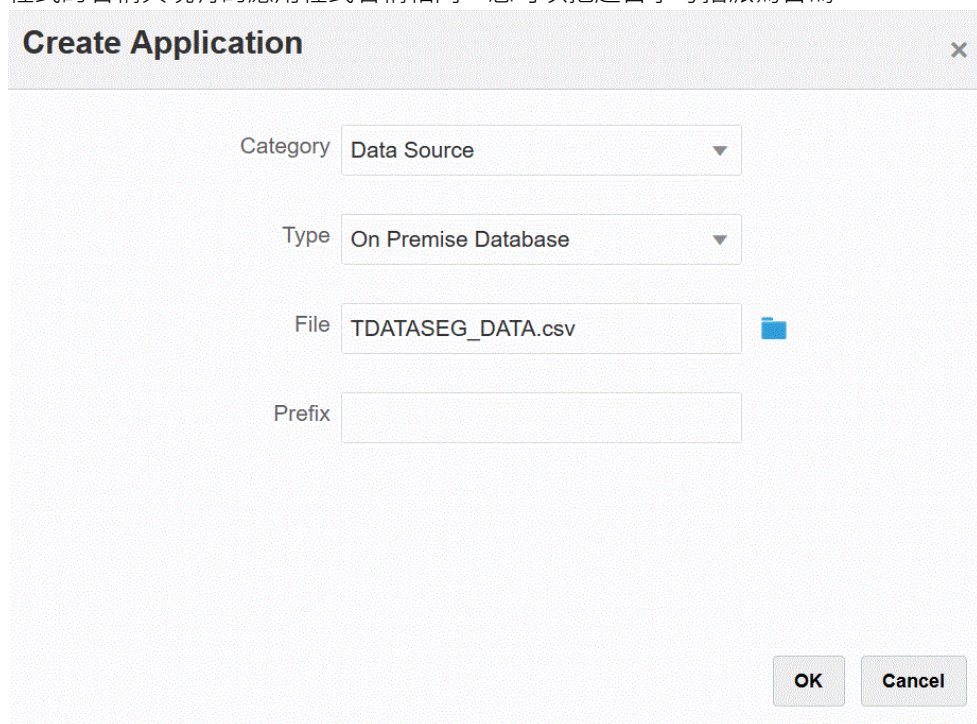 Create Application
×
Category Data Source
Type On Premise Database
File TDATASEG_DATA.csv
Prefix
OK Cancel